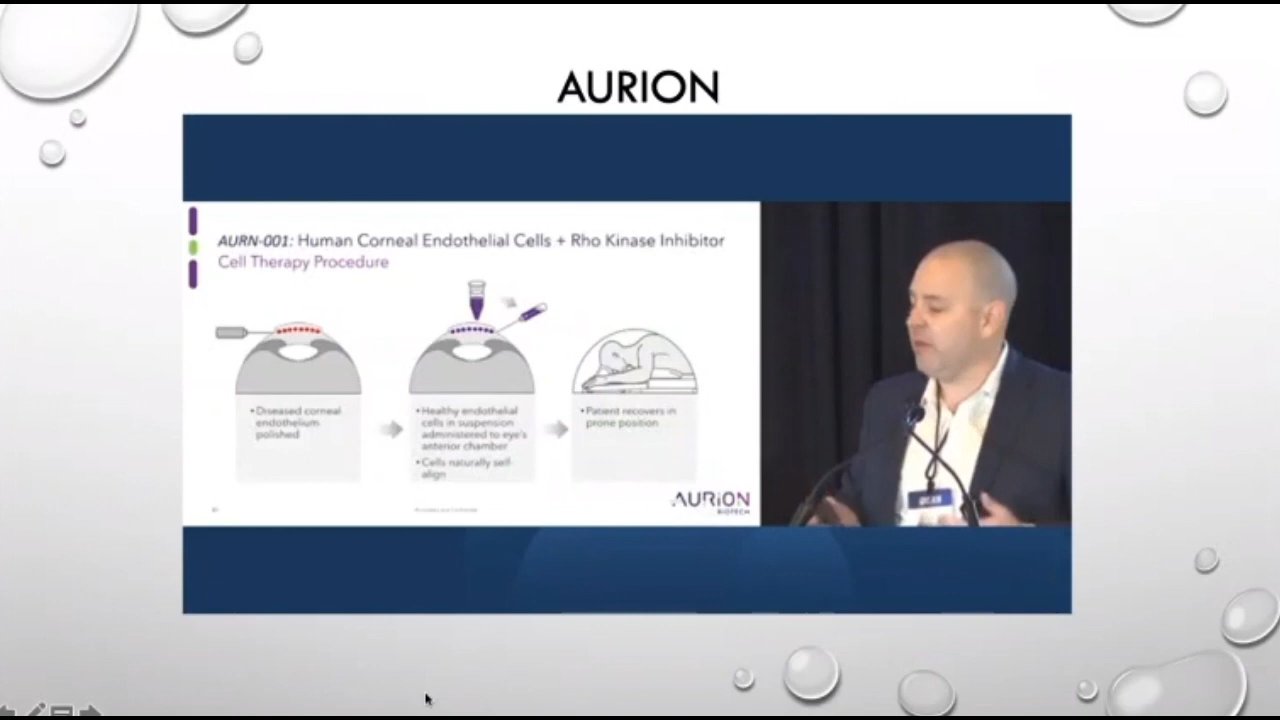 AURION
AURN-001: Human Corneal Endothelial Cells + Rho Kinase Inhibitor
Cell Therapy Procedure
•Diseased corneal
endothelium
polished
•Healthy endothelial
cells in suspension
administered to eye's
anterior chamber
•Cells naturally self-
align
•Patient recovers in
prone position
AURION
BIOTECH